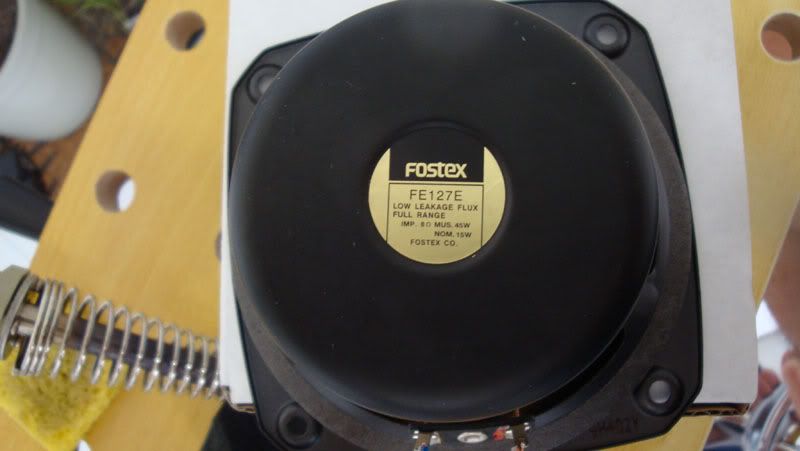 FOSTEX
FE127E
LOW LEAKAGE FLUX
FULL RANGE
IMP. 8Ω MUS. 45W
NOM. 15W
FOSTEX CO.